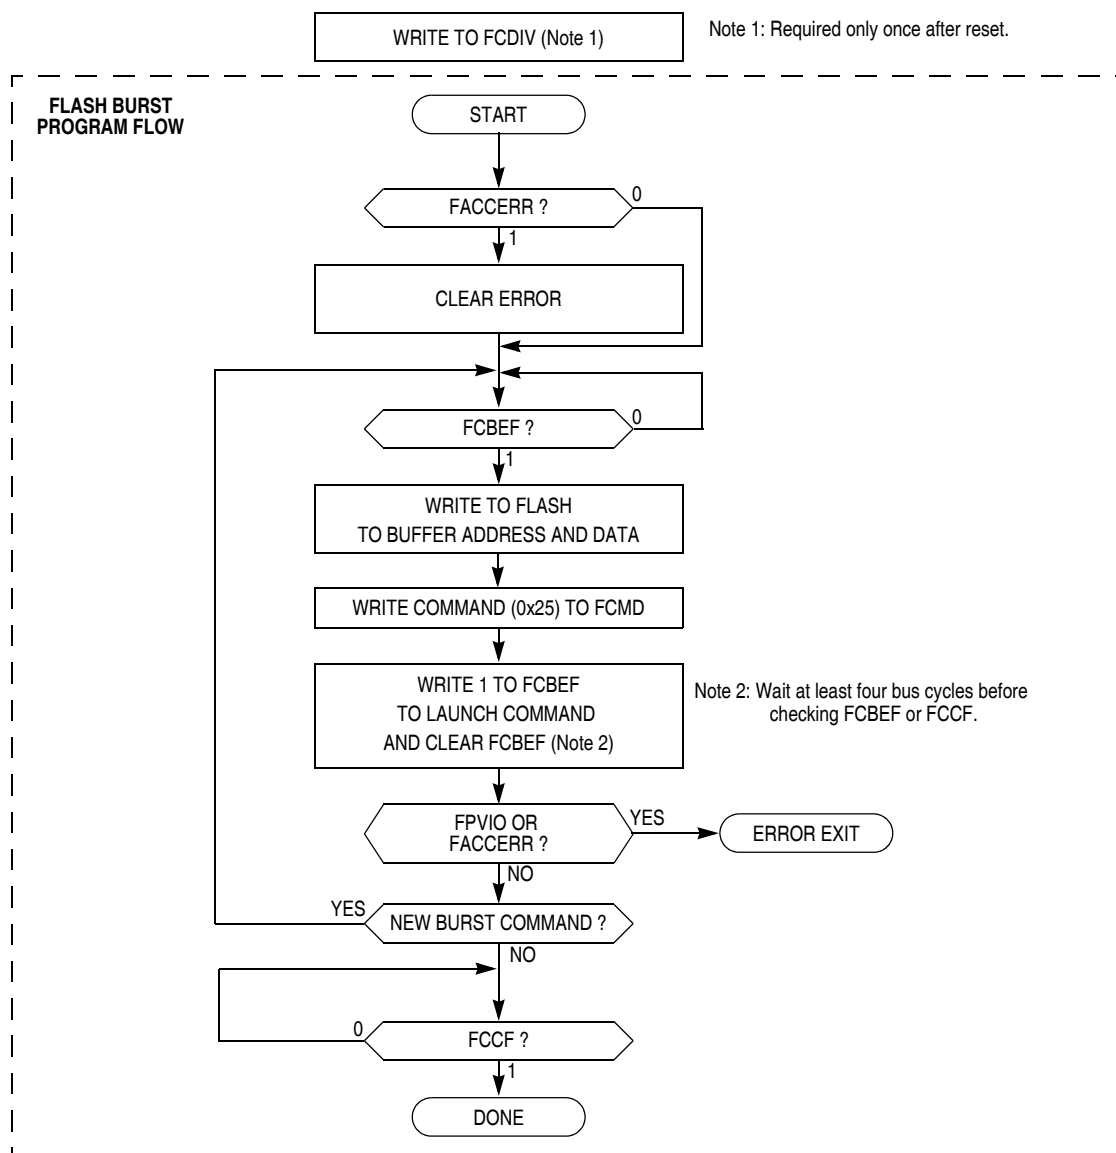 WRITE TO FCDIV (Note 1)
Note 1: Required only once after reset.
FLASH BURST
PROGRAM FLOW
START
FACCERR ?
0
1
CLEAR ERROR
FCBEF ?
0
1
WRITE TO FLASH
TO BUFFER ADDRESS AND DATA
WRITE COMMAND (0x25) TO FCMD
WRITE 1 TO FCBEF
TO LAUNCH COMMAND
AND CLEAR FCBEF (Note 2)
Note 2: Wait at least four bus cycles before
checking FCBEF or FCCF.
FPVIO OR
FACCERR ?
YES
ERROR EXIT
NO
YES
NEW BURST COMMAND ?
NO
0
FCCF ?
1
DONE